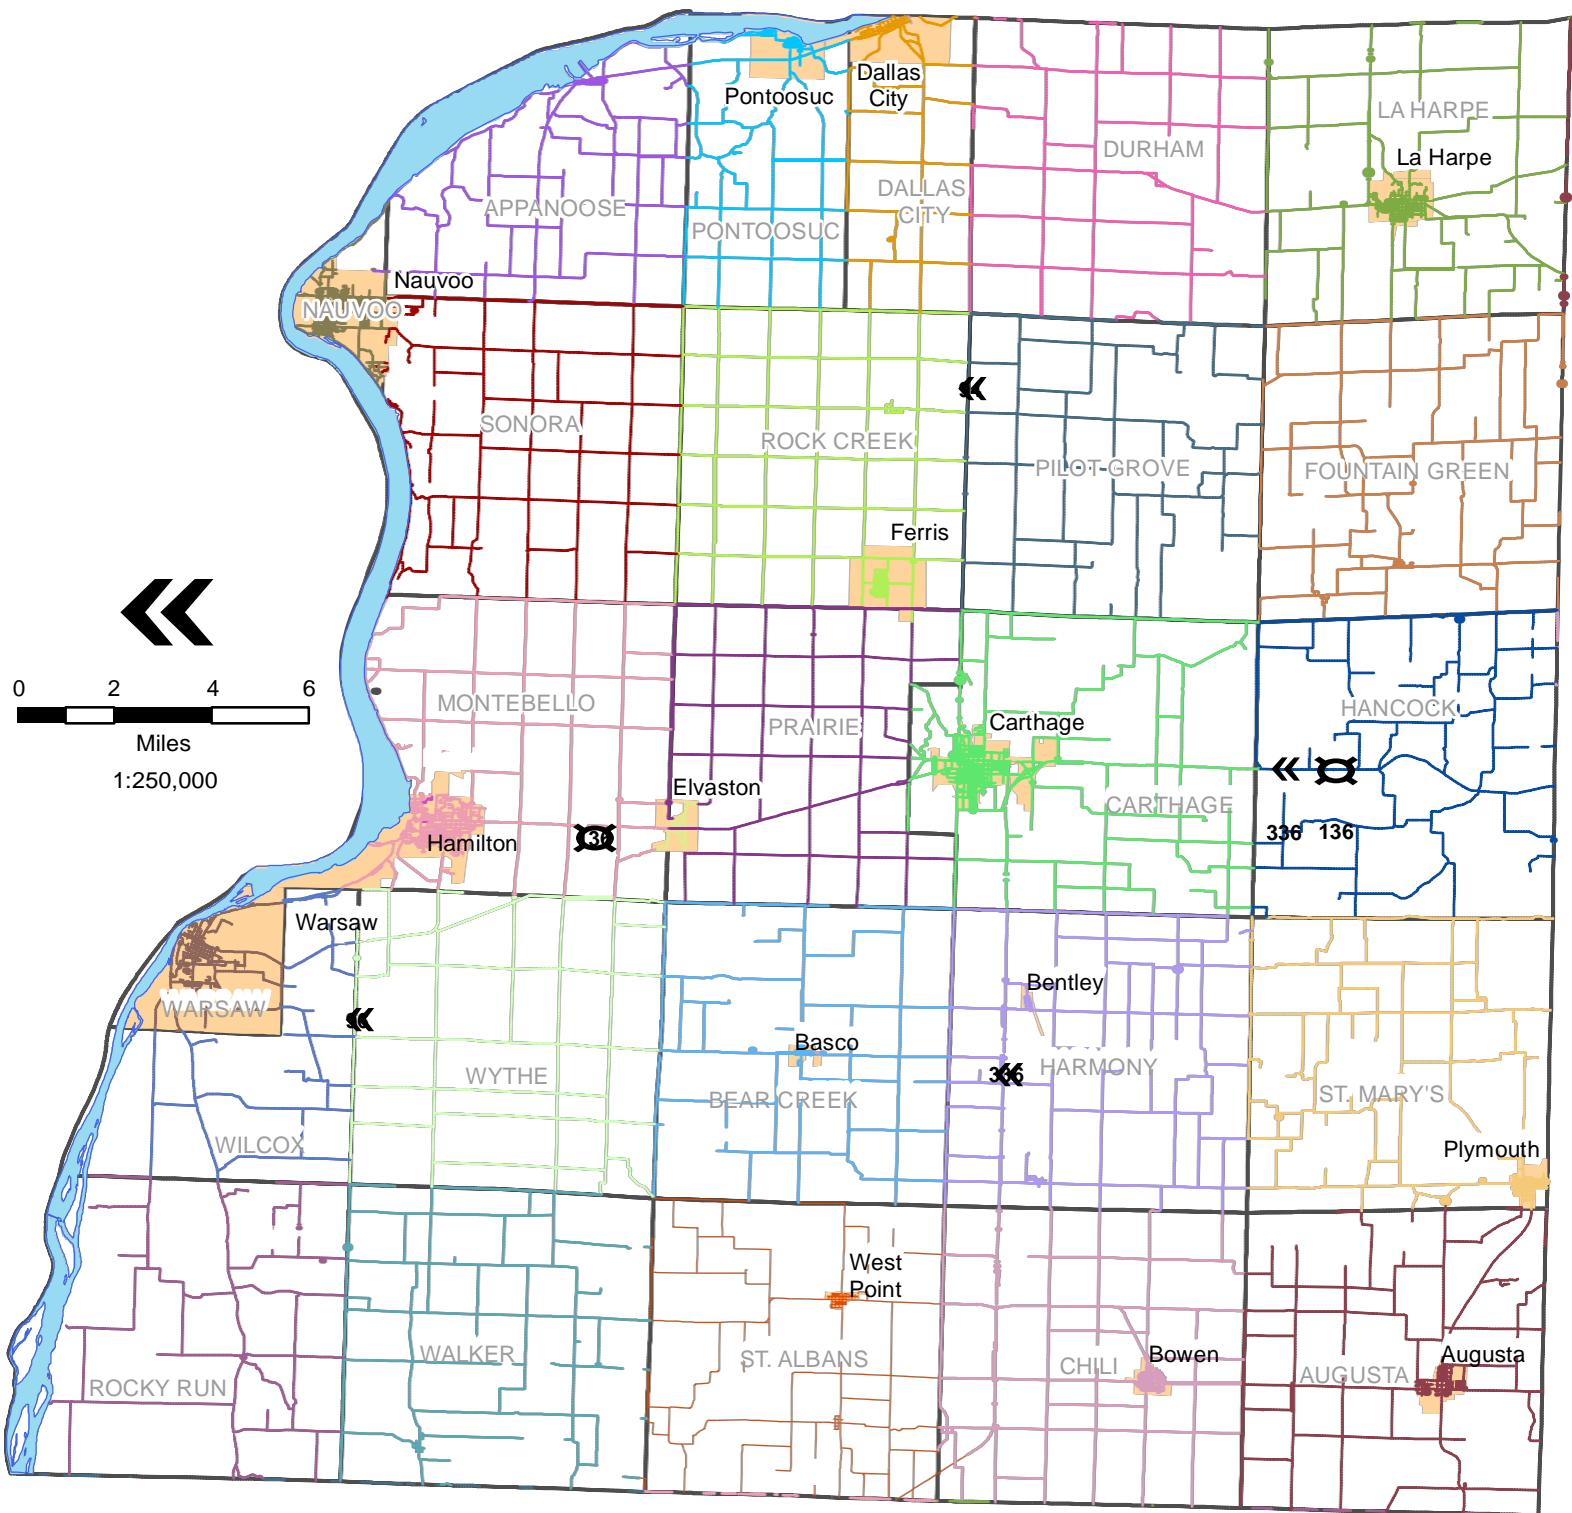 Dallas
City
Pontoosuc
LA HARPE
La Harpe
DURHAM
DALLAS
CITY
APPANOOSE
PONTOOSUC
Nauvoo
NAUVOO
SONORA
ROCK CREEK
PILOT GROVE
FOUNTAIN GREEN
Ferris
0 2 4 6
Miles
1:250,000
MONTEBELLO
PRAIRIE
Carthage
HANCOCK
Elvaston
CARTHAGE
Hamilton
336 136
Warsaw
WARSAW
Bentley
Basco
HARMONY
WYTHE
BEAR CREEK
ST. MARY'S
WILCOX
Plymouth
West
Point
WALKER
ST. ALBANS
CHILI
Bowen
Augusta
AUGUSTA
ROCKY RUN